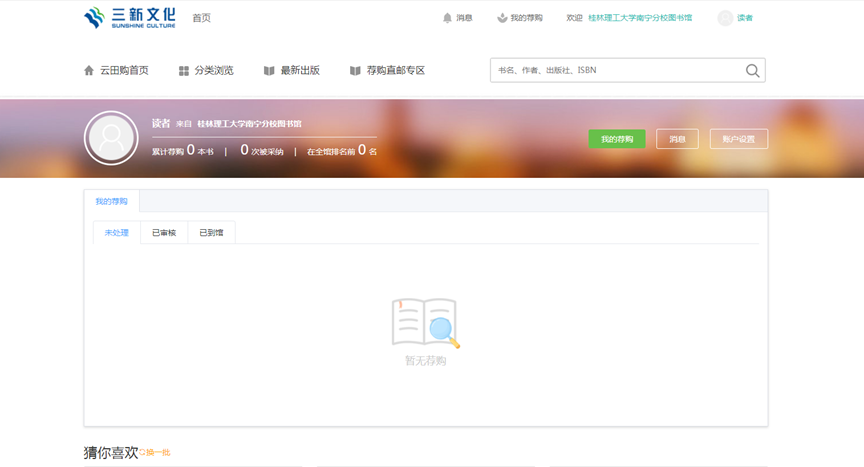 三新文化 首页 消息 我的荐购 欢迎 桂林理工大学南宁分校图书馆 读者
SUNSHINE CULTURE
云田购首页 分类浏览 最新出版 荐购直邮专区 书名、作者、出版社、ISBN
读者 来自 桂林理工大学南宁分校图书馆
我的荐购 消息 账户设置
累计荐购 0 本书 | 0 次被采纳 | 在全馆排名前 0 名
我的荐购
未处理 已审核 已到馆
暂无荐购
猜你喜欢 换一批